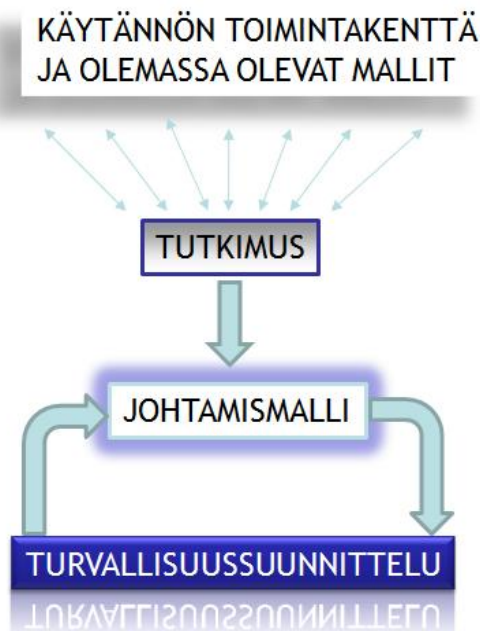 KÄYTÄNNÖN TOIMINTAKENTTÄ
JA OLEMASSA OLEVAT MALLIT
TUTKIMUS
JOHTAMISMALLI
TURVALLISUUSSUUNNITTELU